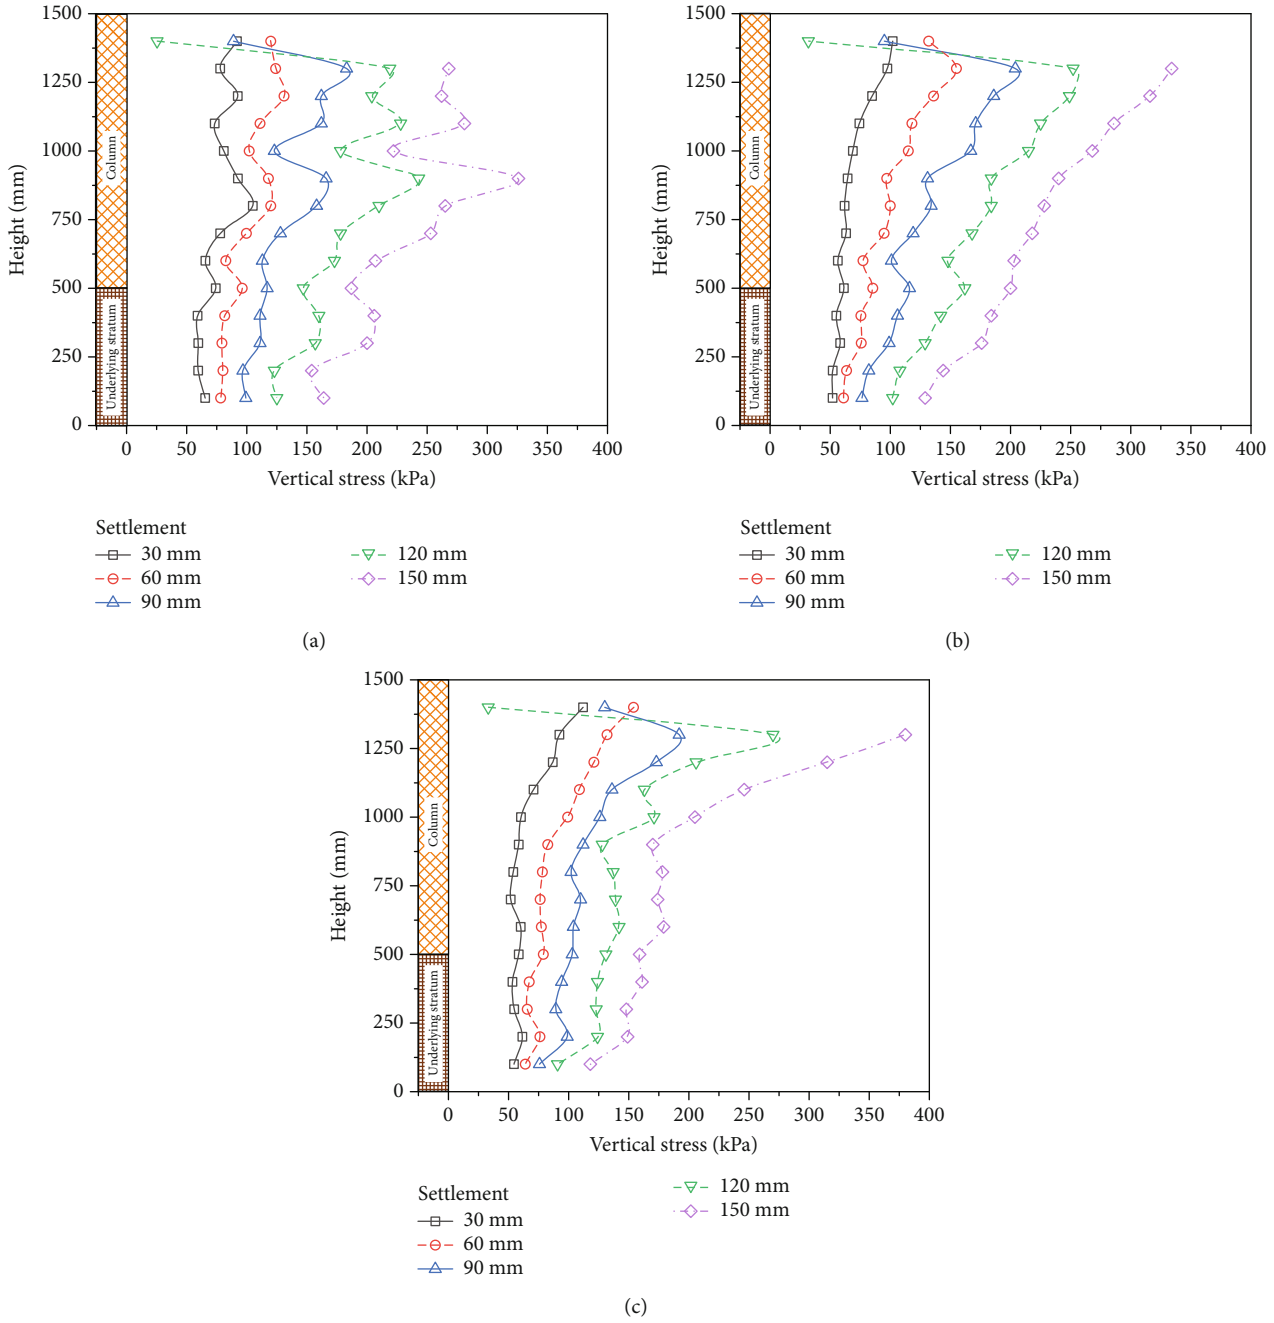 1500
1250
1000
750
500
250
0
Height (mm)
Column
Underlying stratum
0 50 100 150 200 250 300 350 400
Vertical stress (kPa)
Settlement
30 mm
60 mm
90 mm
120 mm
150 mm
(a)
1500
1250
1000
750
500
250
0
Height (mm)
Column
Underlying stratum
0 50 100 150 200 250 300 350 400
Vertical stress (kPa)
Settlement
30 mm
60 mm
90 mm
120 mm
150 mm
(b)
1500
1250
1000
750
500
250
0
Height (mm)
Column
Underlying stratum
0 50 100 150 200 250 300 350 400
Vertical stress (kPa)
Settlement
30 mm
60 mm
90 mm
120 mm
150 mm
(c)